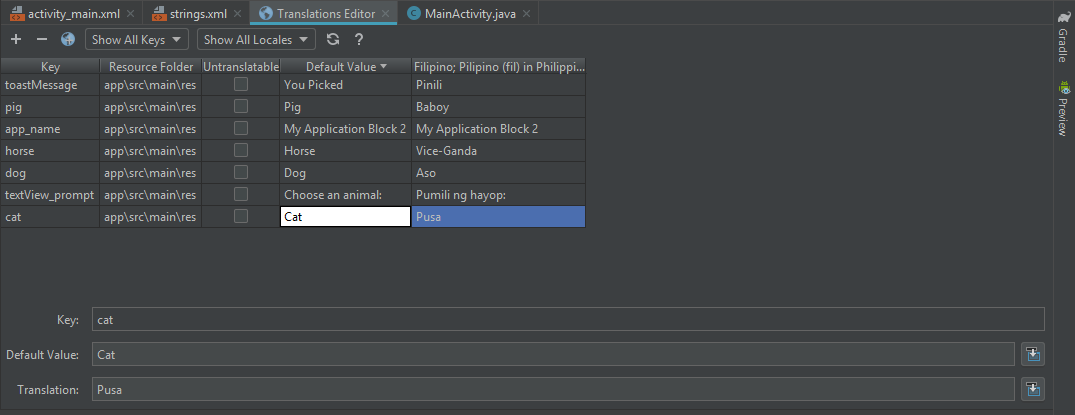 activity_main.xml × strings.xml × Translations Editor × MainActivity.java ×
Show All Keys Show All Locales ?
Key Resource Folder Untranslatable Default Value Filipino; Pilipino (fil) in Philippi...
toastMessage app\src\main\res You Picked Pinili
pig app\src\main\res Pig Baboy
app_name app\src\main\res My Application Block 2 My Application Block 2
horse app\src\main\res Horse Vice-Ganda
dog app\src\main\res Dog Aso
textView_prompt app\src\main\res Choose an animal: Pumili ng hayop:
cat app\src\main\res Cat Pusa
Key: cat
Default Value: Cat
Translation: Pusa
Gradle
Preview